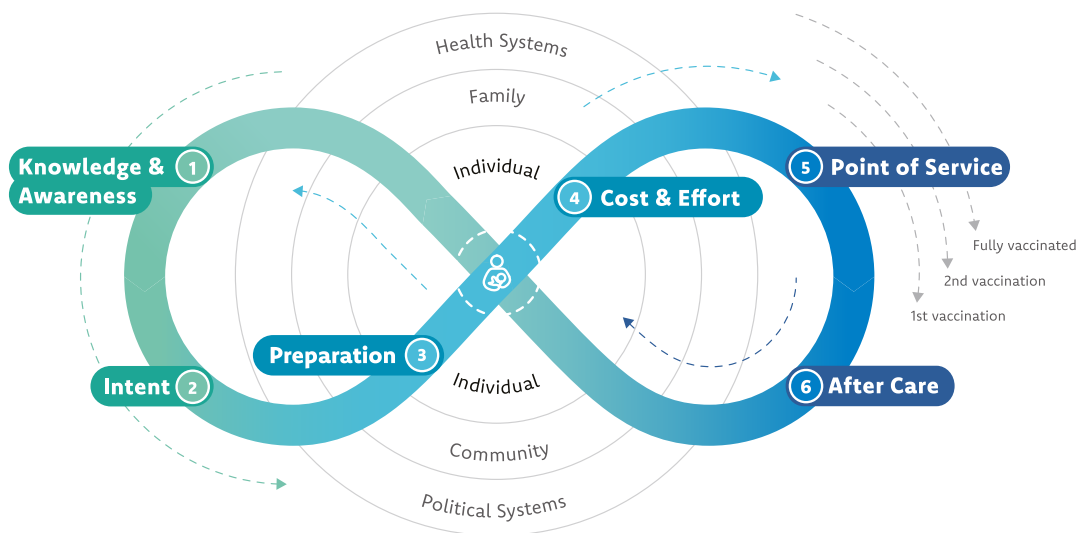 Health Systems
Family
Individual
Knowledge &
Awareness
1
4
Cost & Effort
5
Point of Service
Fully vaccinated
2nd vaccination
1st vaccination
Preparation
3
Intent
2
Individual
6
After Care
Community
Political Systems